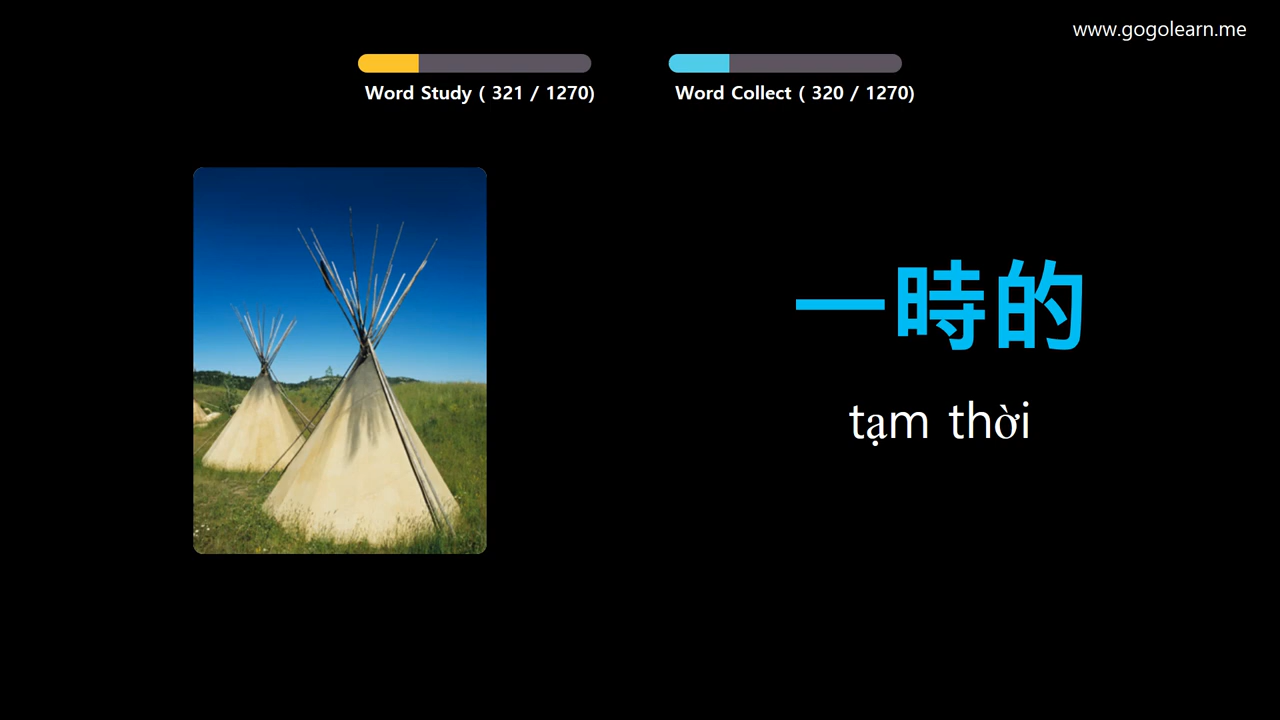 www.gogolearn.me
Word Study ( 321 / 1270)
Word Collect ( 320 / 1270)
一時的
tạm thời